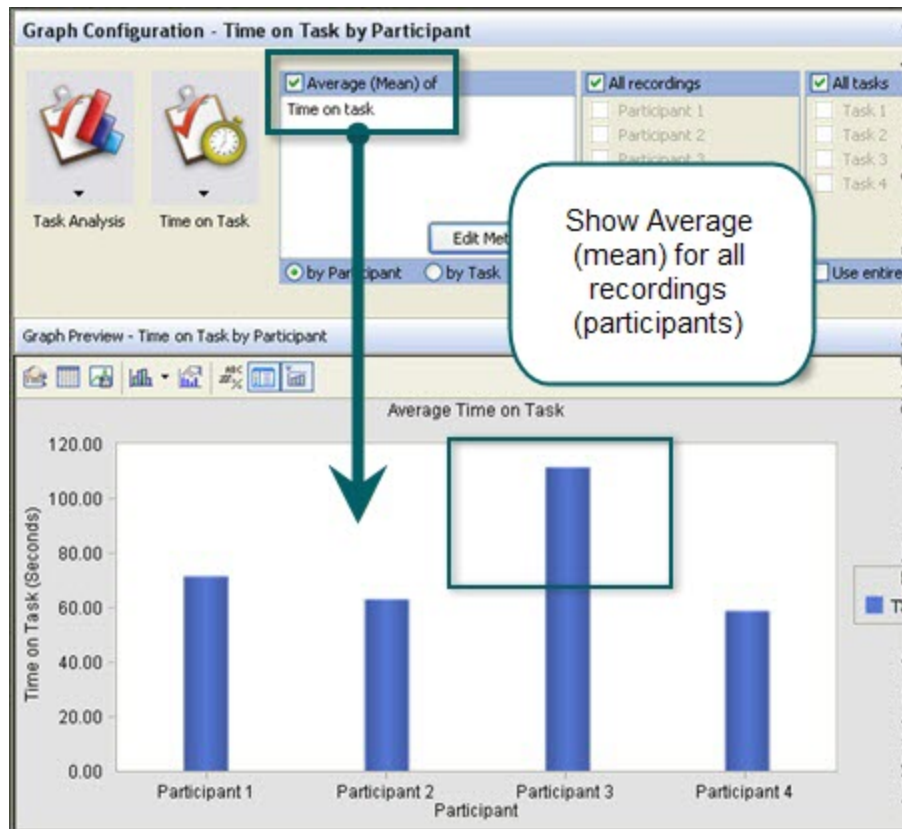 Graph Configuration - Time on Task by Participant
Average (Mean) of
Time on task
All recordings
Participant 1
Participant 2
Participant 3
All tasks
Task 1
Task 2
Task 3
Task 4
Task Analysis
Time on Task
Edit
by Participant
by Task
Use entire
Show Average
(mean) for all
recordings
(participants)
Graph Preview - Time on Task by Participant
Average Time on Task
120.00
100.00
80.00
60.00
40.00
20.00
0.00
Time on Task (Seconds)
Participant 1
Participant 2
Participant 3
Participant 4
Participant